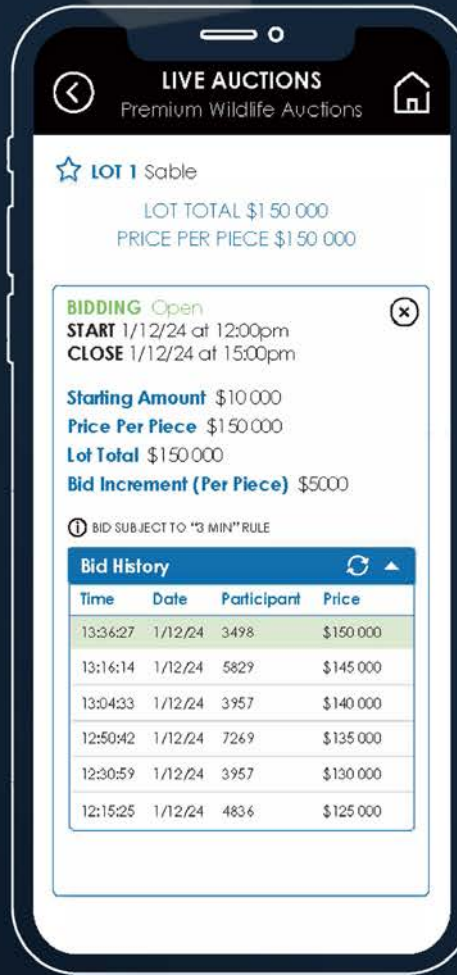 LIVE AUCTIONS
Premium Wildlife Auctions
LOT 1 Sable
LOT TOTAL $150 000
PRICE PER PIECE $150 000
BIDDING Open
START 1/12/24 at 12:00pm
CLOSE 1/12/24 at 15:00pm
Starting Amount $10 000
Price Per Piece $150 000
Lot Total $150 000
Bid Increment (Per Piece) $5000
BID SUBJECT TO "3 MIN" RULE
Bid History
Time Date Participant Price
13:36:27 1/12/24 3498 $150 000
13:16:14 1/12/24 5829 $145 000
13:04:33 1/12/24 3957 $140 000
12:50:42 1/12/24 7269 $135 000
12:30:59 1/12/24 3957 $130 000
12:15:25 1/12/24 4836 $125 000